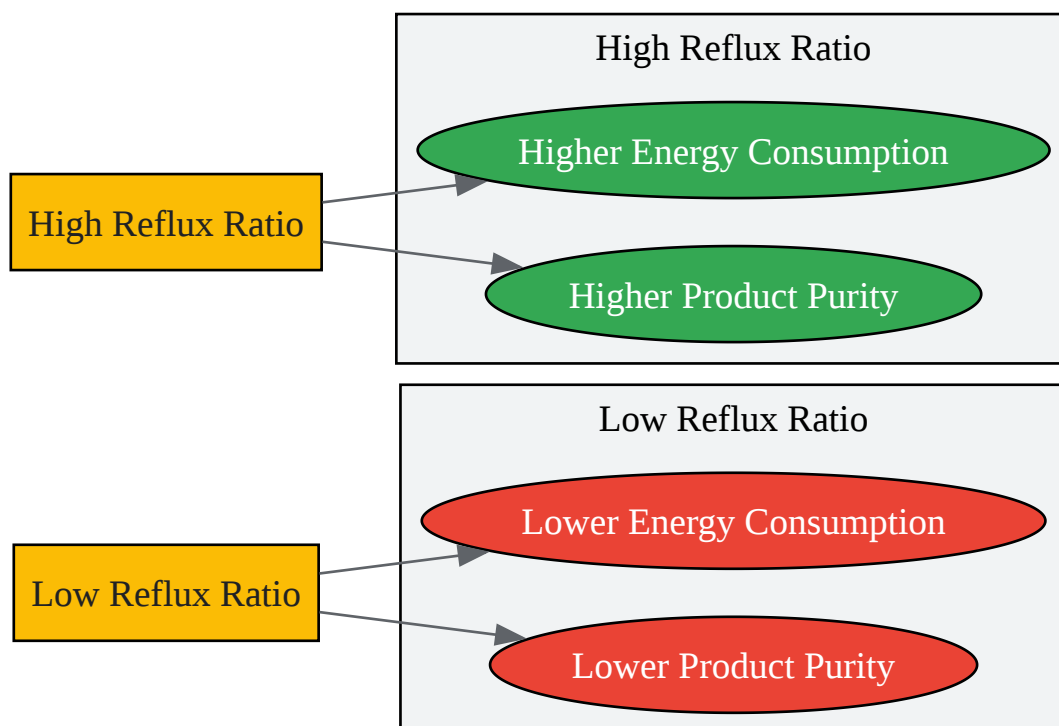 High Reflux Ratio
Higher Energy Consumption
High Reflux Ratio
Higher Product Purity
Low Reflux Ratio
Lower Energy Consumption
Low Reflux Ratio
Lower Product Purity